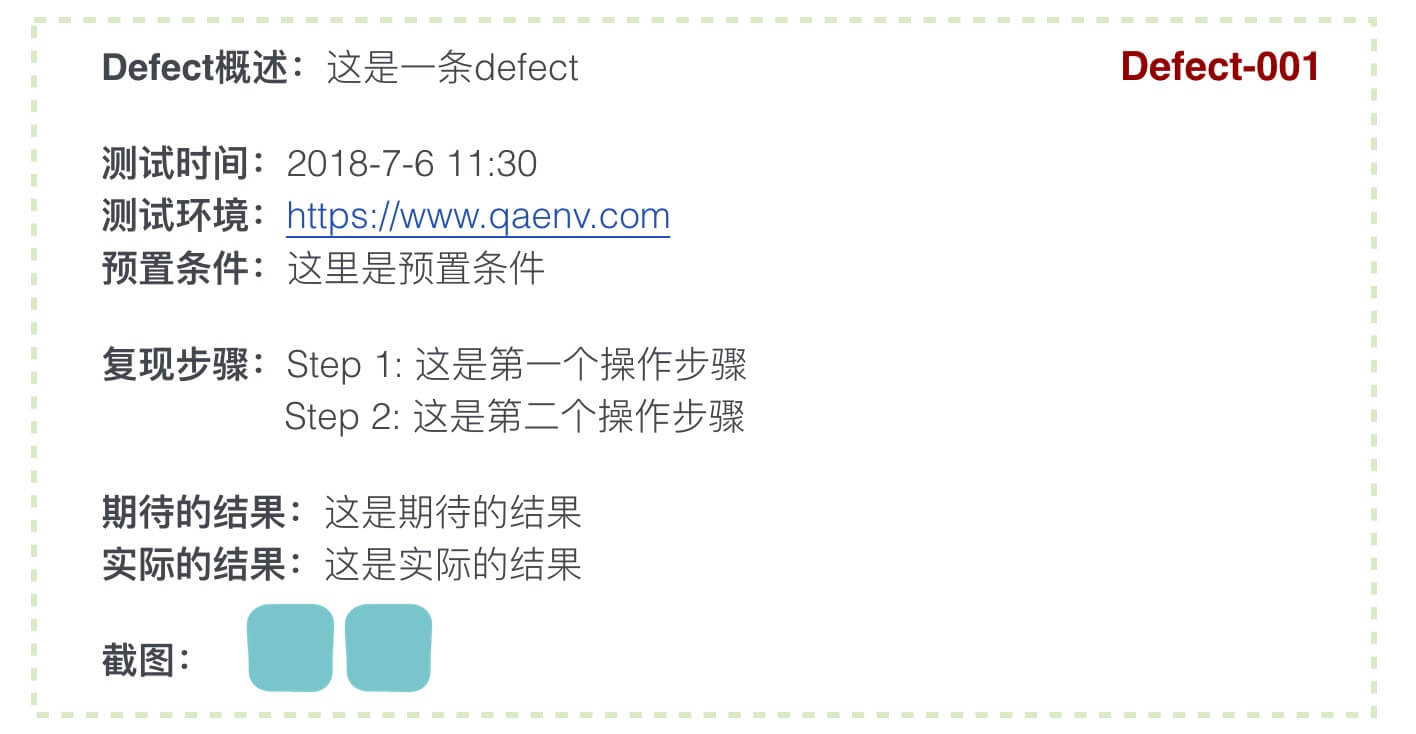 Defect概述：这是一条defect
Defect-001
测试时间：2018-7-6 11:30
测试环境：https://www.qaenv.com
预置条件：这里是预置条件
复现步骤：Step 1: 这是第一个操作步骤
Step 2: 这是第二个操作步骤
期待的结果：这是期待的结果
实际的结果：这是实际的结果
截图：